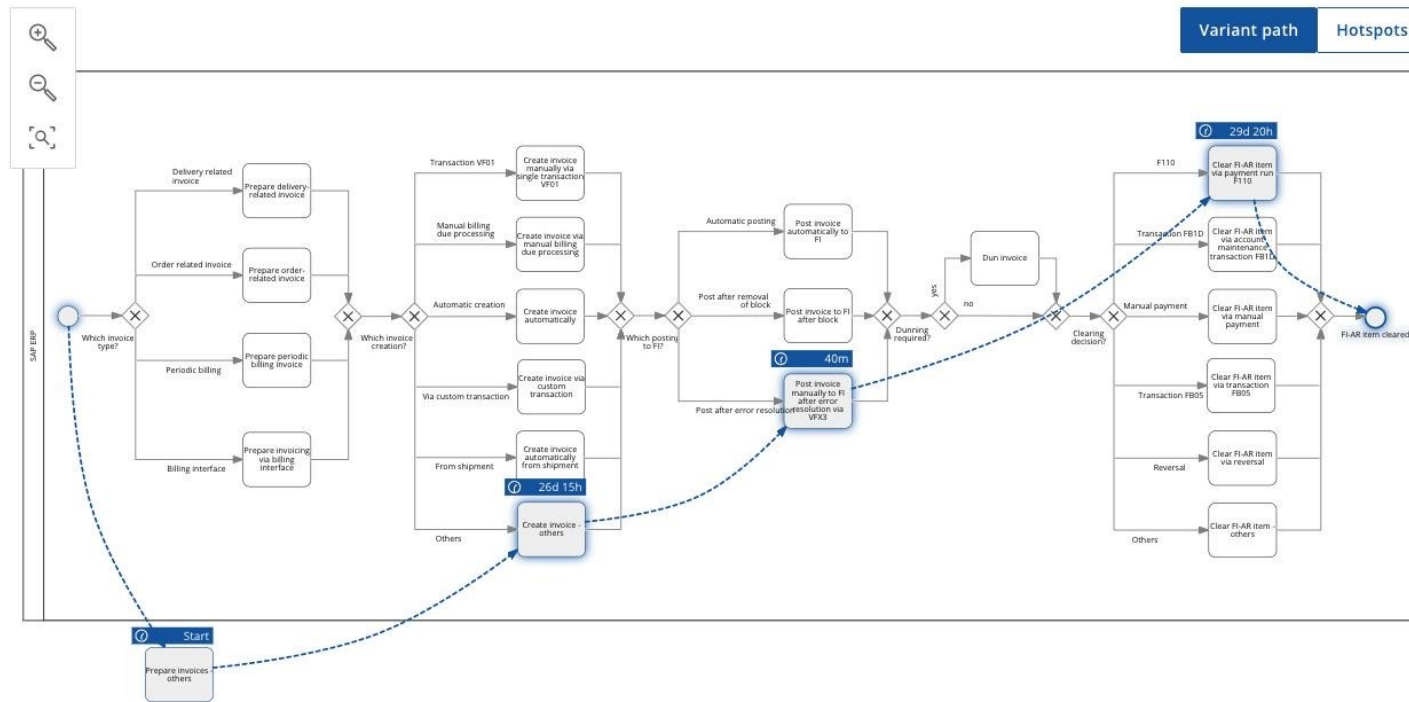 Variant path
Hotspots
SAP ERP
Which invoice
type?
Delivery related
invoice
Order related invoice
Periodic billing
Billing interface
Prepare delivery-
related invoice
Prepare order-
related invoice
Prepare periodic
billing invoice
Prepare invoicing
via billing
interface
Start
Prepare invoices -
others
Which invoice
creation?
Transaction VF01
Manual billing
due processing
Automatic creation
Via custom transaction
From shipment
Others
Create invoice
manually via
single transaction
VF01
Create invoice via
manual billing
due processing
Create invoice
automatically
Create invoice via
custom
transaction
Create invoice
automatically
from shipment
26d 15h
Create invoice -
others
Which posting
to FI?
Automatic posting
Post after removal
of block
Post after error resolution
Post invoice
automatically to
FI
Post invoice to FI
after block
40m
Post invoice
manually to FI
after error
resolution via
VFX3
Dunning
required?
yes
no
Dun invoice
Clearing
decision?
F110
Transaction FB1D
Manual payment
Transaction FB05
Reversal
Others
29d 20h
Clear FI-AR item
via payment run
F110
Clear FI-AR item
via account
maintenance
transaction FB1D
Clear FI-AR item
via manual
payment
Clear FI-AR item
via transaction
FB05
Clear FI-AR item
via reversal
Clear FI-AR item -
others
FI-AR item cleared